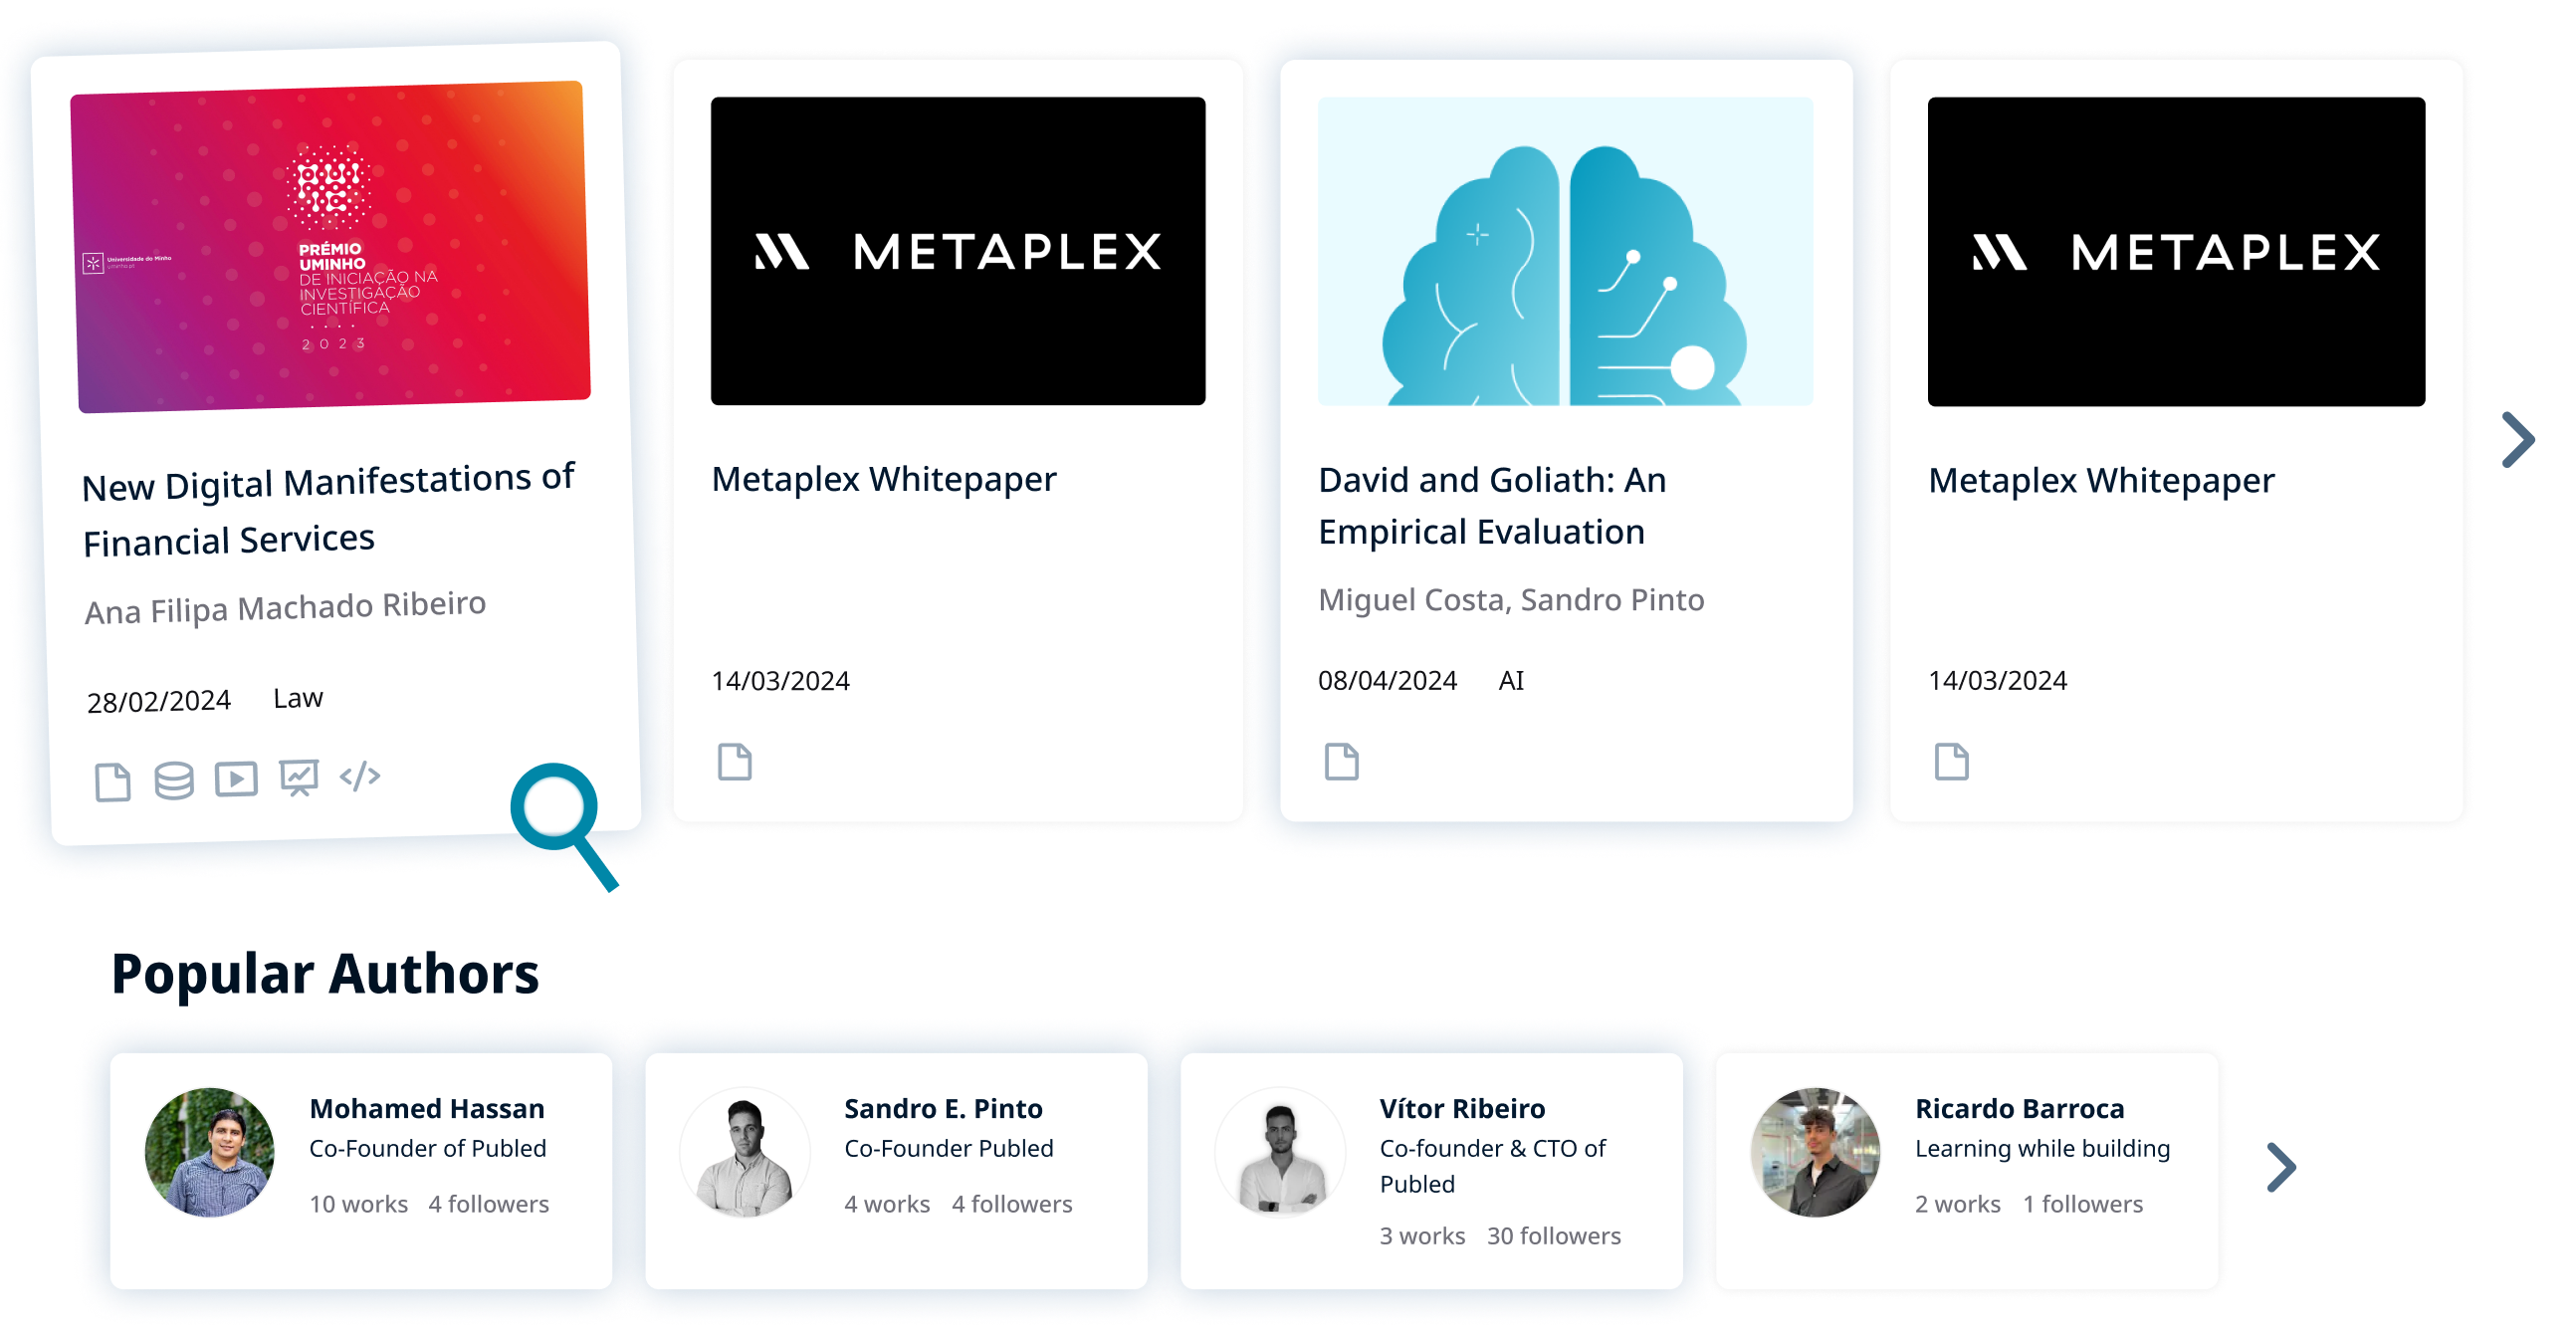 Universidade do Minho
uminho.pt
PRÉMIO
UMINHO
DE INICIAÇÃO NA
INVESTIGAÇÃO
CIENTÍFICA
2023
New Digital Manifestations of
Financial Services
Ana Filipa Machado Ribeiro
28/02/2024 Law
METAPLEX
Metaplex Whitepaper
14/03/2024
David and Goliath: An
Empirical Evaluation
Miguel Costa, Sandro Pinto
08/04/2024 AI
METAPLEX
Metaplex Whitepaper
14/03/2024
Popular Authors
Mohamed Hassan
Co-Founder of Publed
10 works 4 followers
Sandro E. Pinto
Co-Founder Publed
4 works 4 followers
Vítor Ribeiro
Co-founder & CTO of
Publed
3 works 30 followers
Ricardo Barroca
Learning while building
2 works 1 followers